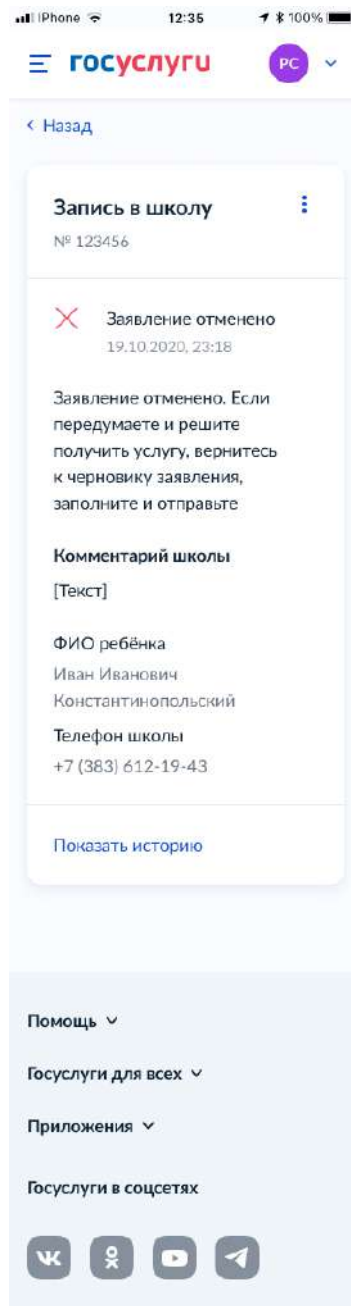 iPhone 12:35 100%
госуслуги РС
Назад
Запись в школу
№ 123456
Заявление отменено
19.10.2020, 23:18
Заявление отменено. Если
передумаете и решите
получить услугу, вернитесь
к черновику заявления,
заполните и отправьте
Комментарий школы
[Текст]
ФИО ребёнка
Иван Иванович
Константинопольский
Телефон школы
+7 (383) 612-19-43
Показать историю
Помощь
Госуслуги для всех
Приложения
Госуслуги в соцсетях